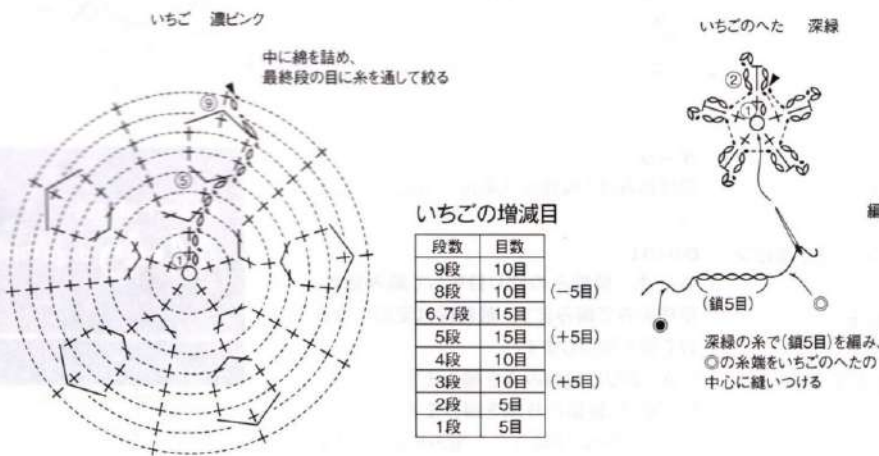 いちご 濃ピンク
中に綿を詰め、
最終段の目に糸を通して絞る
⑨
⑤
①
いちごの増減目
段数 目数
9段 10目
8段 10目 (−5目)
6、7段 15目
5段 15目 (+5目)
4段 10目
3段 10目 (+5目)
2段 5目
1段 5目
いちごのへた 深緑
②
①
編
(鎖5目)
深緑の糸で(鎖5目)を編み、
◎の糸端をいちごのへたの
中心に縫いつける